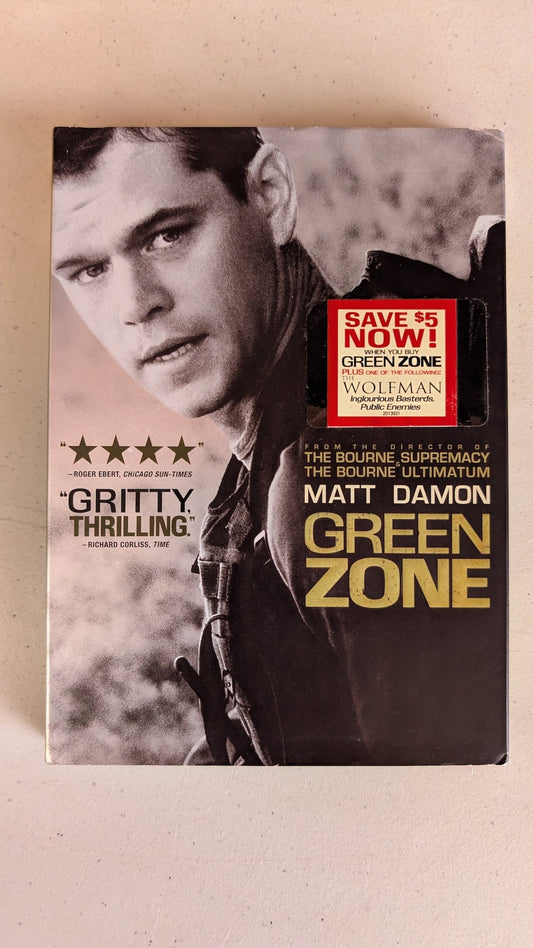 SAVE $5
NOW!
WHEN YOU BUY
GREEN ZONE
PLUS ONE OF THE FOLLOWING:
THE
WOLFMAN
Inglourious Basterds,
Public Enemies
"★★★★"
–ROGER EBERT, CHICAGO SUN-TIMES
"GRITTY,
THRILLING."
–RICHARD CORLISS, TIME
FROM THE DIRECTOR OF
THE BOURNE SUPREMACY
&
THE BOURNE ULTIMATUM
MATT DAMON
GREEN
ZONE